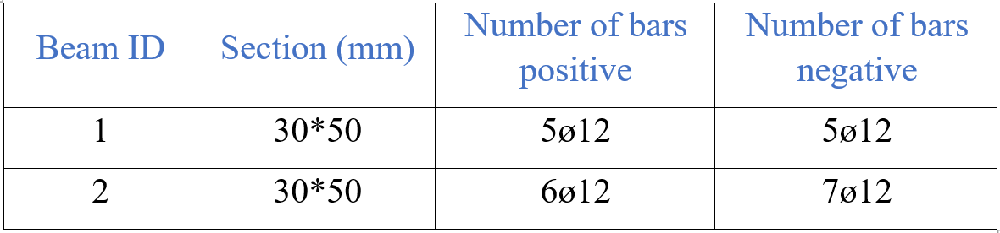 Beam ID Section (mm) Number of bars positive Number of bars negative
1 30*50 5ø12 5ø12
2 30*50 6ø12 7ø12